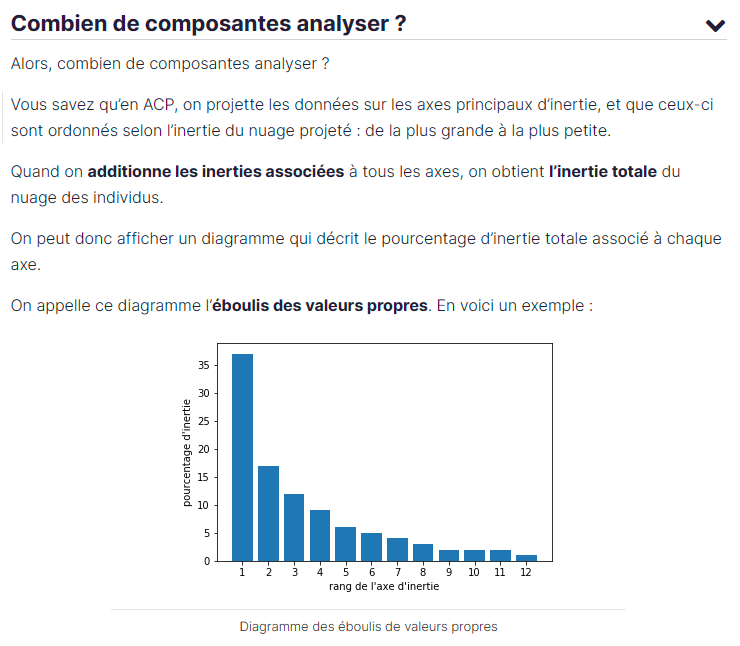 Combien de composantes analyser ?
Alors, combien de composantes analyser ?
Vous savez qu’en ACP, on projette les données sur les axes principaux d’inertie, et que ceux-ci
sont ordonnés selon l’inertie du nuage projeté : de la plus grande à la plus petite.
Quand on additionne les inerties associées à tous les axes, on obtient l’inertie totale du
nuage des individus.
On peut donc afficher un diagramme qui décrit le pourcentage d’inertie totale associé à chaque
axe.
On appelle ce diagramme l’éboulis des valeurs propres. En voici un exemple :
pourcentage d'inertie
35
30
25
20
15
10
5
0
1 2 3 4 5 6 7 8 9 10 11 12
rang de l'axe d'inertie
Diagramme des éboulis de valeurs propres